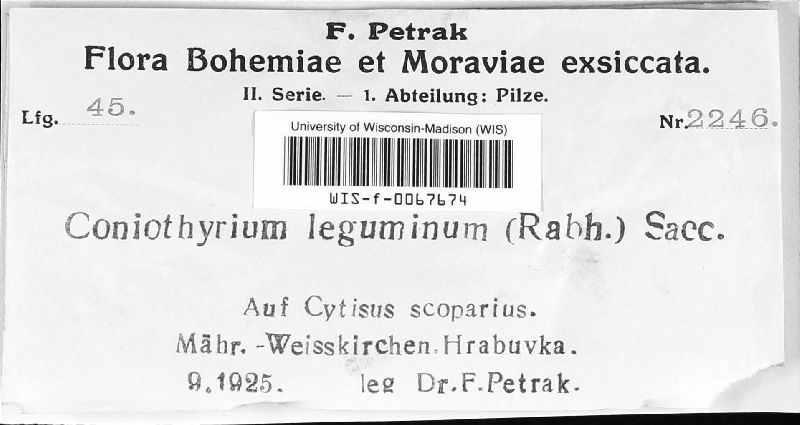 F. Petrak
Flora Bohemiae et Moraviae exsiccata.
II. Serie. — 1. Abteilung: Pilze.
Lfg. 45.
Nr. 2246.
University of Wisconsin-Madison (WIS)
WIS-f-0067674
Coniothyrium leguminum (Rabh.) Sacc.
Auf Cytisus scoparius.
Mähr.-Weisskirchen, Hrabuvka.
9.1925. leg Dr. F. Petrak.